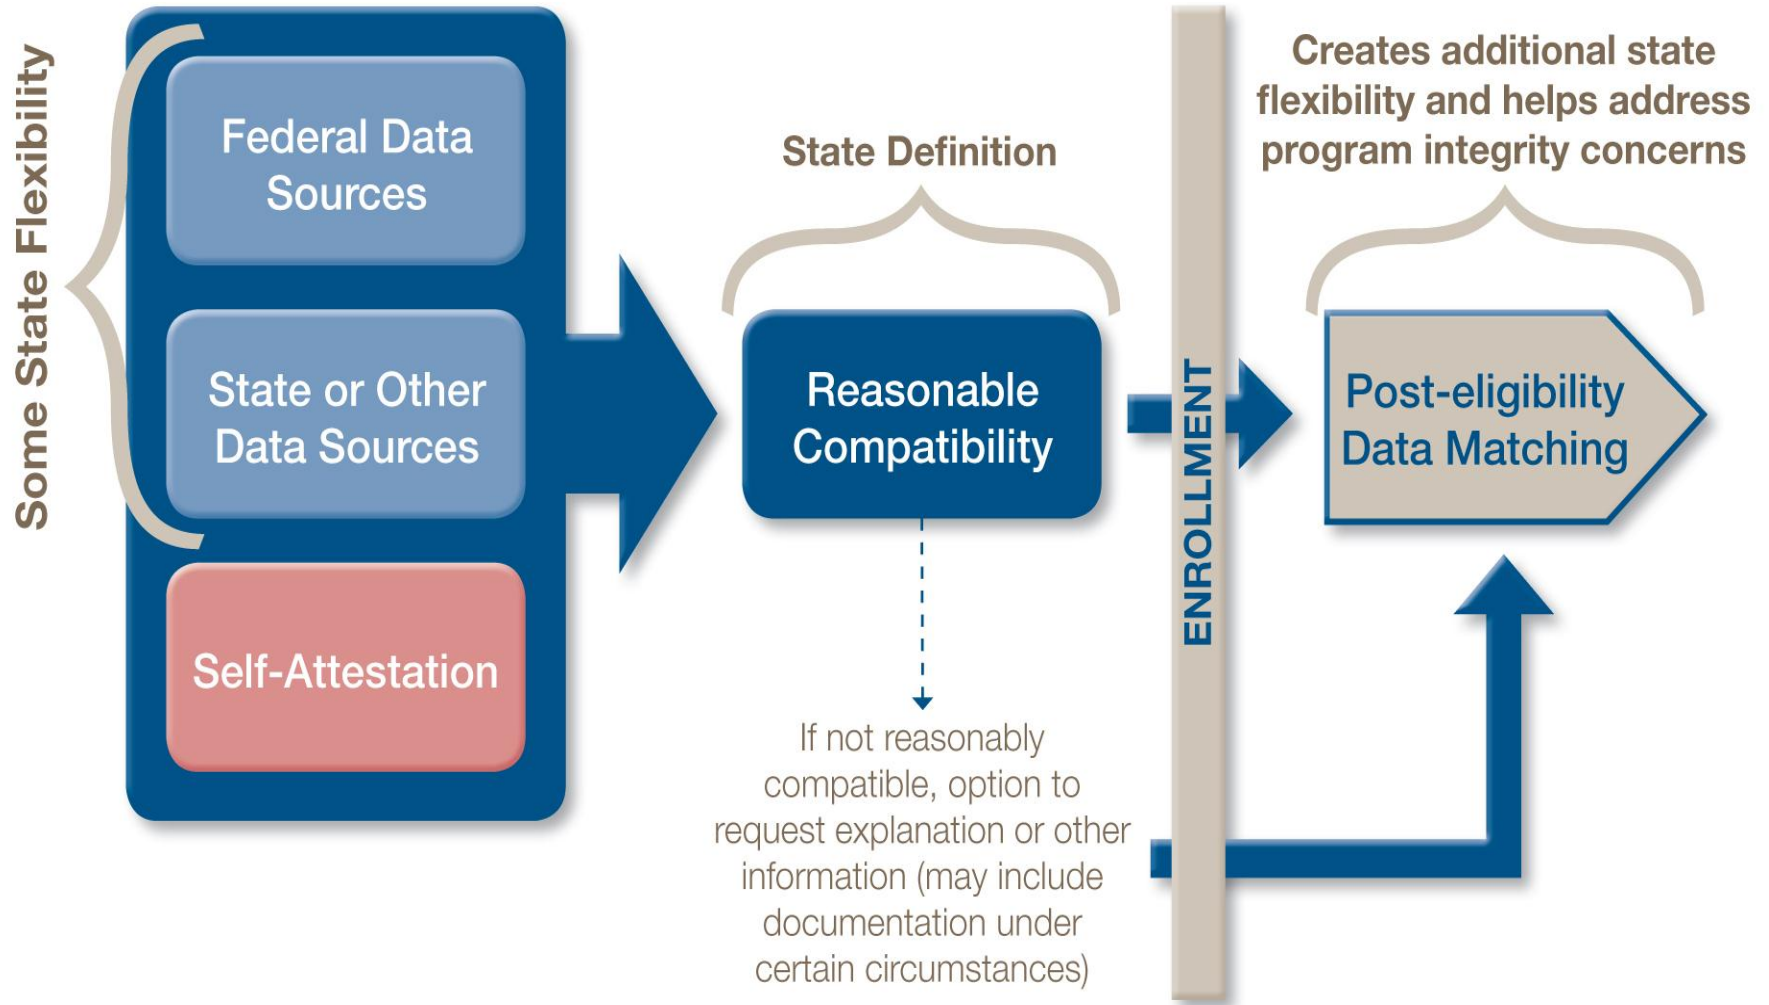 Some State Flexibility
Federal Data
Sources
State or Other
Data Sources
Self-Attestation
State Definition
Reasonable
Compatibility
If not reasonably
compatible, option to
request explanation or other
information (may include
documentation under
certain circumstances)
ENROLLMENT
Creates additional state
flexibility and helps address
program integrity concerns
Post-eligibility
Data Matching